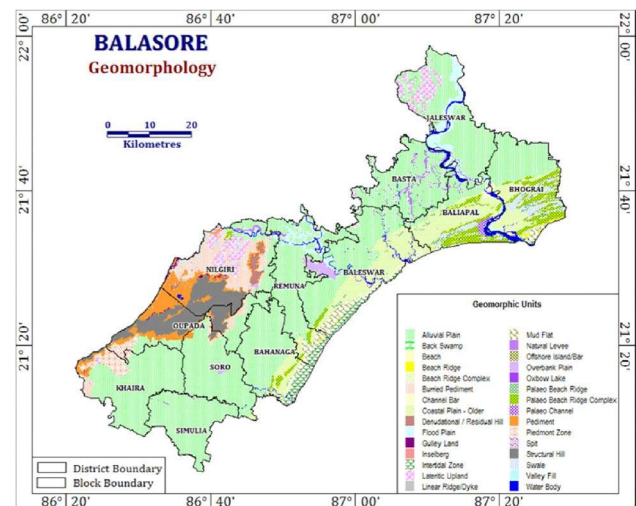 86° 20' 86° 40' 87° 00' 87° 20'
22° 00' 22° 00'
BALASORE
Geomorphology
10 0 10 20
Kilometres
JALESWAR
21° 40' 21° 40'
BASTA
BHOGRAI
BALIAPAL
NILGIRI
BALESWAR
REMUNA
OUPADA
21° 20' 21° 20'
BAHANAGA
SORO
KHAIRA
SIMULIA
Geomorphic Units
Alluvial Plain
Back Swamp
Beach
Beach Ridge
Beach Ridge Complex
Burried Pediment
Channel Bar
Coastal Plain - Older
Denudational / Residual Hill
Flood Plain
Gulley Land
Inselberg
Intertidal Zone
Lateritic Upland
Linear Ridge/Dyke
Mud Flat
Natural Levee
Offshore Island/Bar
Overbank Plain
Oxbow Lake
Palaeo Beach Ridge
Palaeo Beach Ridge Complex
Palaeo Channel
Pediment
Piedmont Zone
Spit
Structural Hill
Swale
Valley Fill
Water Body
District Boundary
Block Boundary
86° 20' 86° 40' 87° 00' 87° 20'